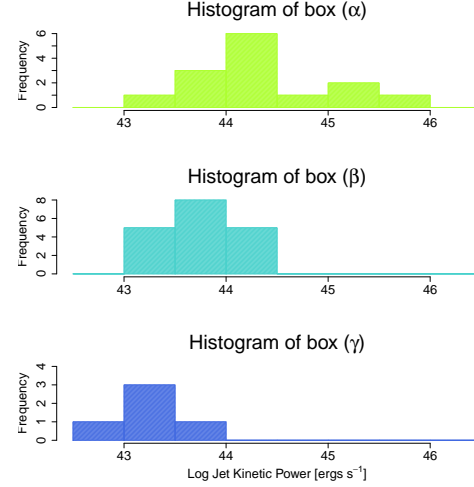 Histogram of box (α)
Frequency
0 2 4 6
43 44 45 46
Histogram of box (β)
Frequency
0 2 4 6 8
43 44 45 46
Histogram of box (γ)
Frequency
0 1 2 3 4
43 44 45 46
Log Jet Kinetic Power [ergs s⁻¹]